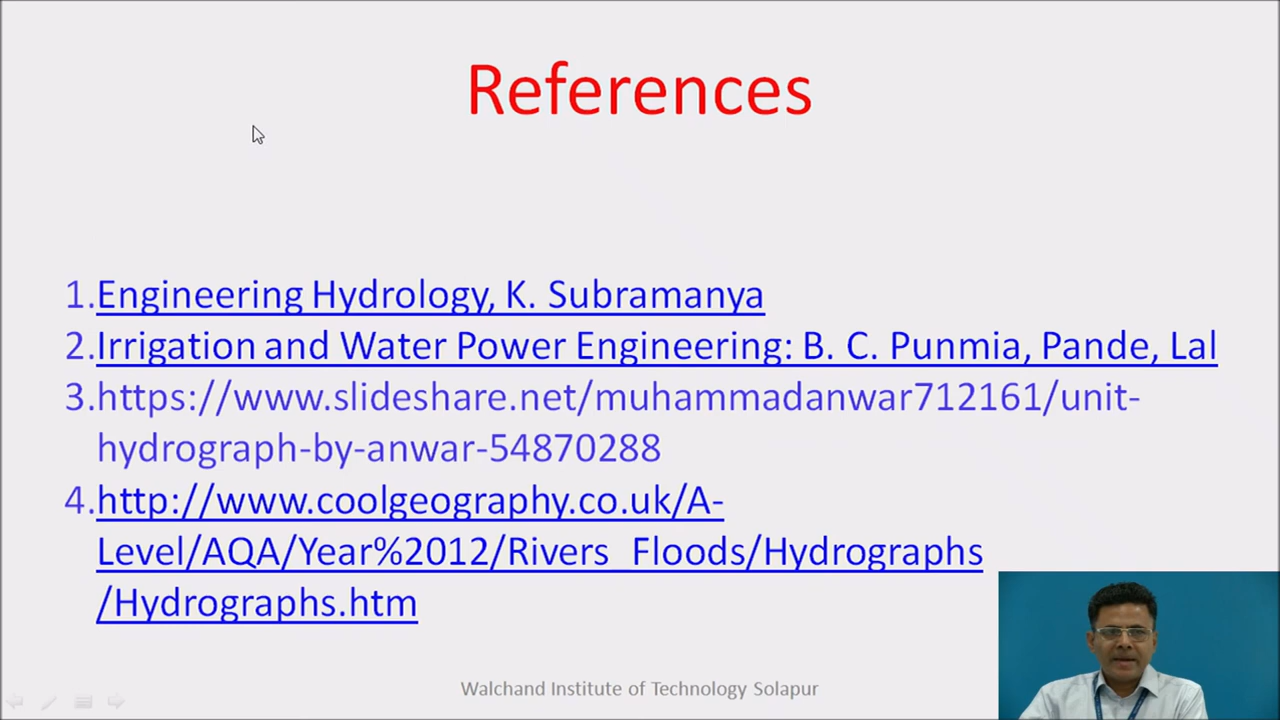 References
1.Engineering Hydrology, K. Subramanya
2.Irrigation and Water Power Engineering: B. C. Punmia, Pande, Lal
3.https://www.slideshare.net/muhammadanwar712161/unit-
hydrograph-by-anwar-54870288
4.http://www.coolgeography.co.uk/A-
Level/AQA/Year%2012/Rivers_Floods/Hydrographs
/Hydrographs.htm
Walchand Institute of Technology Solapur